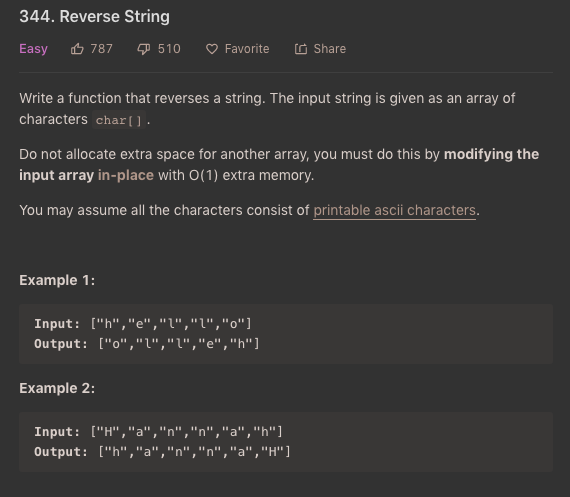 344. Reverse String
Easy 787 510 Favorite Share
Write a function that reverses a string. The input string is given as an array of
characters char[].
Do not allocate extra space for another array, you must do this by modifying the
input array in-place with O(1) extra memory.
You may assume all the characters consist of printable ascii characters.
Example 1:
Input: ["h","e","l","l","o"]
Output: ["o","l","l","e","h"]
Example 2:
Input: ["H","a","n","n","a","h"]
Output: ["h","a","n","n","a","H"]